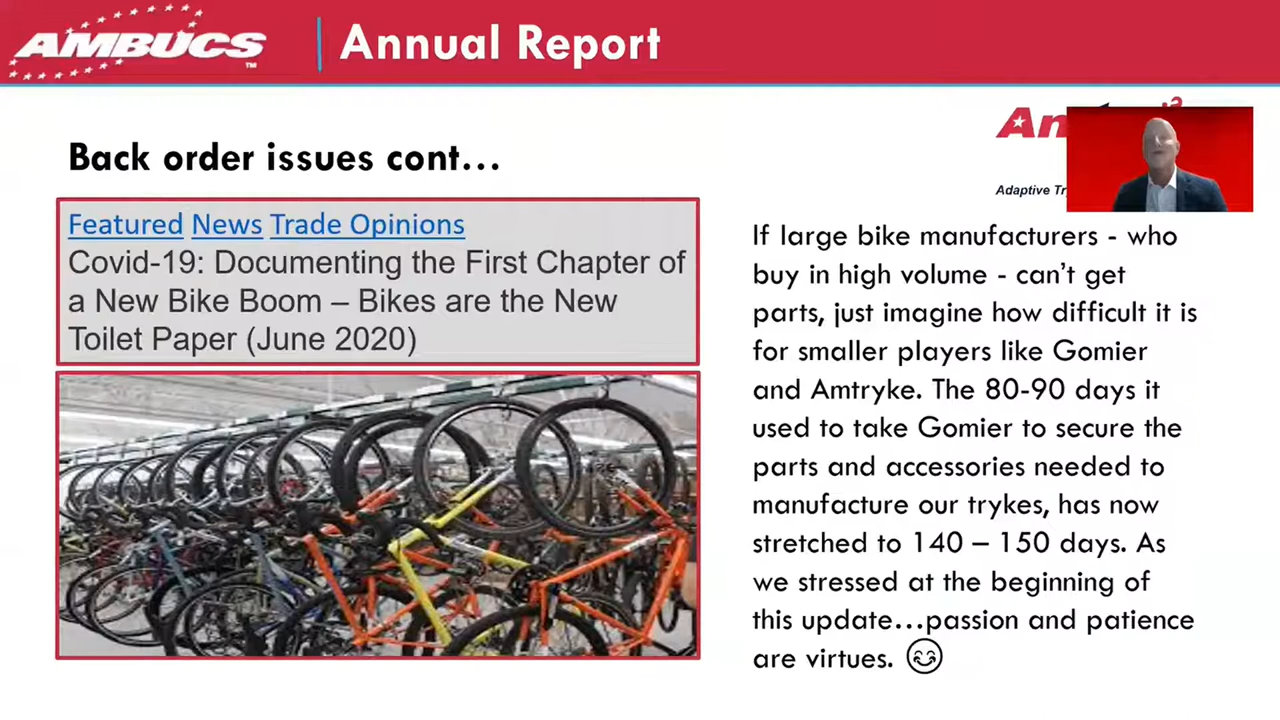 AMBUCS
TM
Annual Report
Back order issues cont...
Featured News Trade Opinions
Covid-19: Documenting the First Chapter of
a New Bike Boom – Bikes are the New
Toilet Paper (June 2020)
Adaptive
If large bike manufacturers - who
buy in high volume - can't get
parts, just imagine how difficult it is
for smaller players like Gomier
and Amtryke. The 80-90 days it
used to take Gomier to secure the
parts and accessories needed to
manufacture our trykes, has now
stretched to 140 – 150 days. As
we stressed at the beginning of
this update...passion and patience
are virtues. 😊